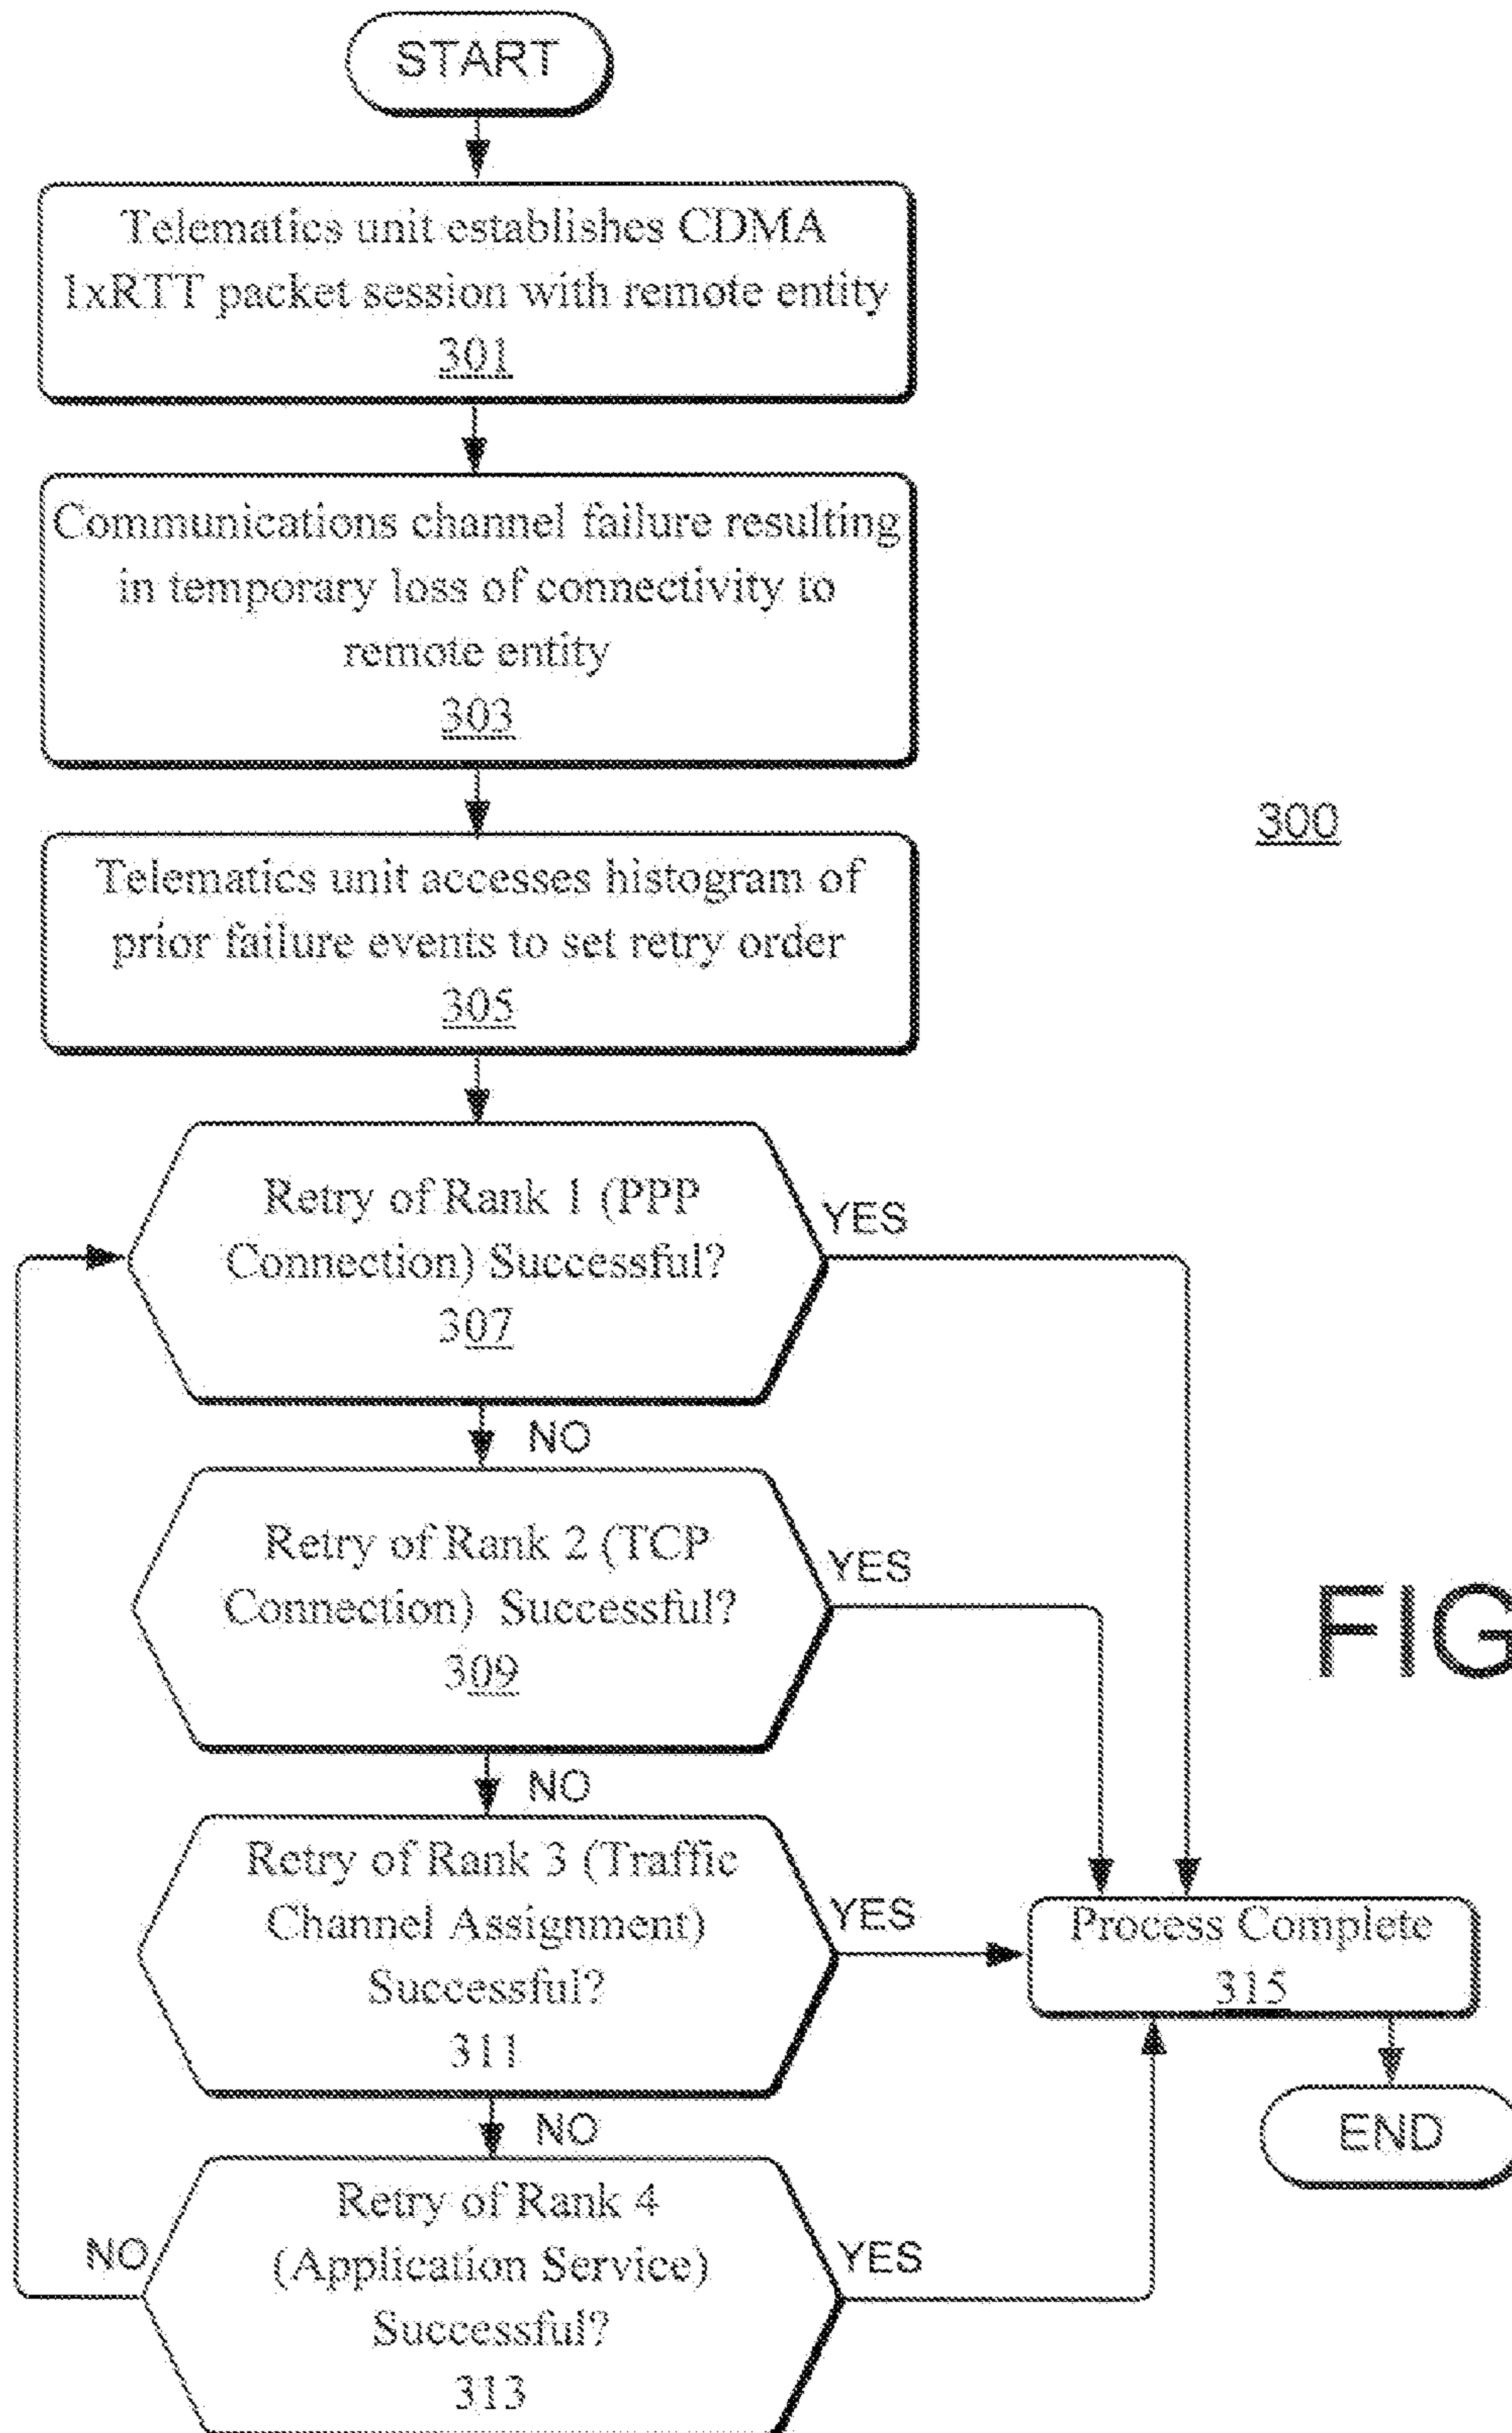 START
Telematics unit establishes CDMA
1xRTT packet session with remote entity
301
Communications channel failure resulting
in temporary loss of connectivity to
remote entity
303
Telematics unit accesses histogram of
prior failure events to set retry order
305
300
Retry of Rank 1 (PPP
Connection) Successful?
307
YES
NO
Retry of Rank 2 (TCP
Connection) Successful?
309
YES
FIG
NO
Retry of Rank 3 (Traffic
Channel Assignment)
Successful?
311
YES
Process Complete
315
NO
END
Retry of Rank 4
(Application Service)
Successful?
313
NO
YES